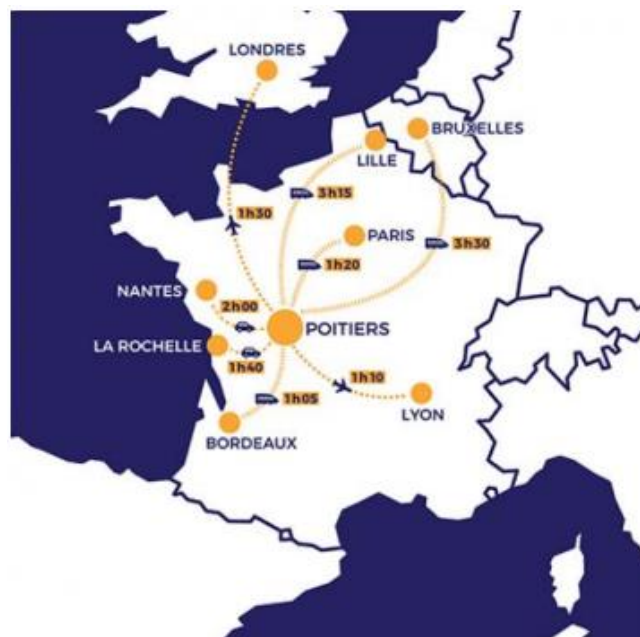 LONDRES
BRUXELLES
LILLE
3h15
1h30
PARIS
3h30
1h20
NANTES
2h00
POITIERS
LA ROCHELLE
1h40
1h10
1h05
LYON
BORDEAUX